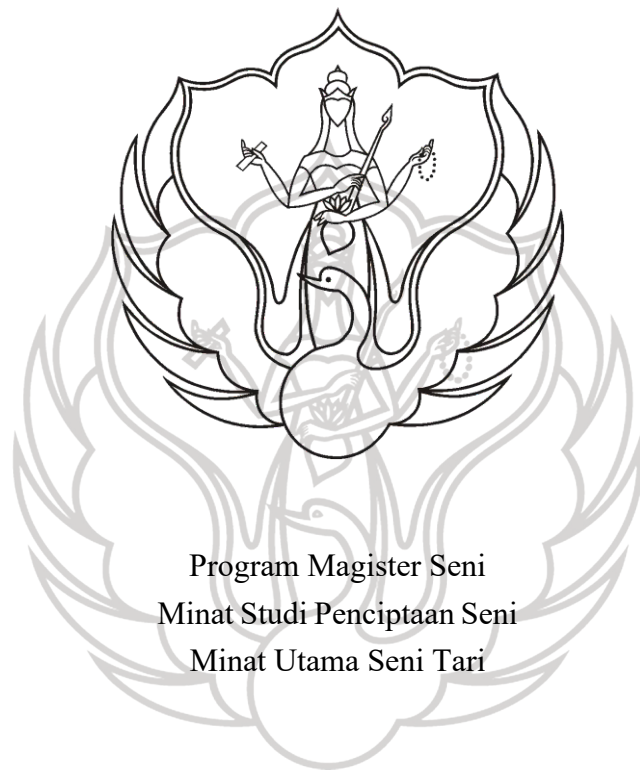 Program Magister Seni
Minat Studi Penciptaan Seni
Minat Utama Seni Tari